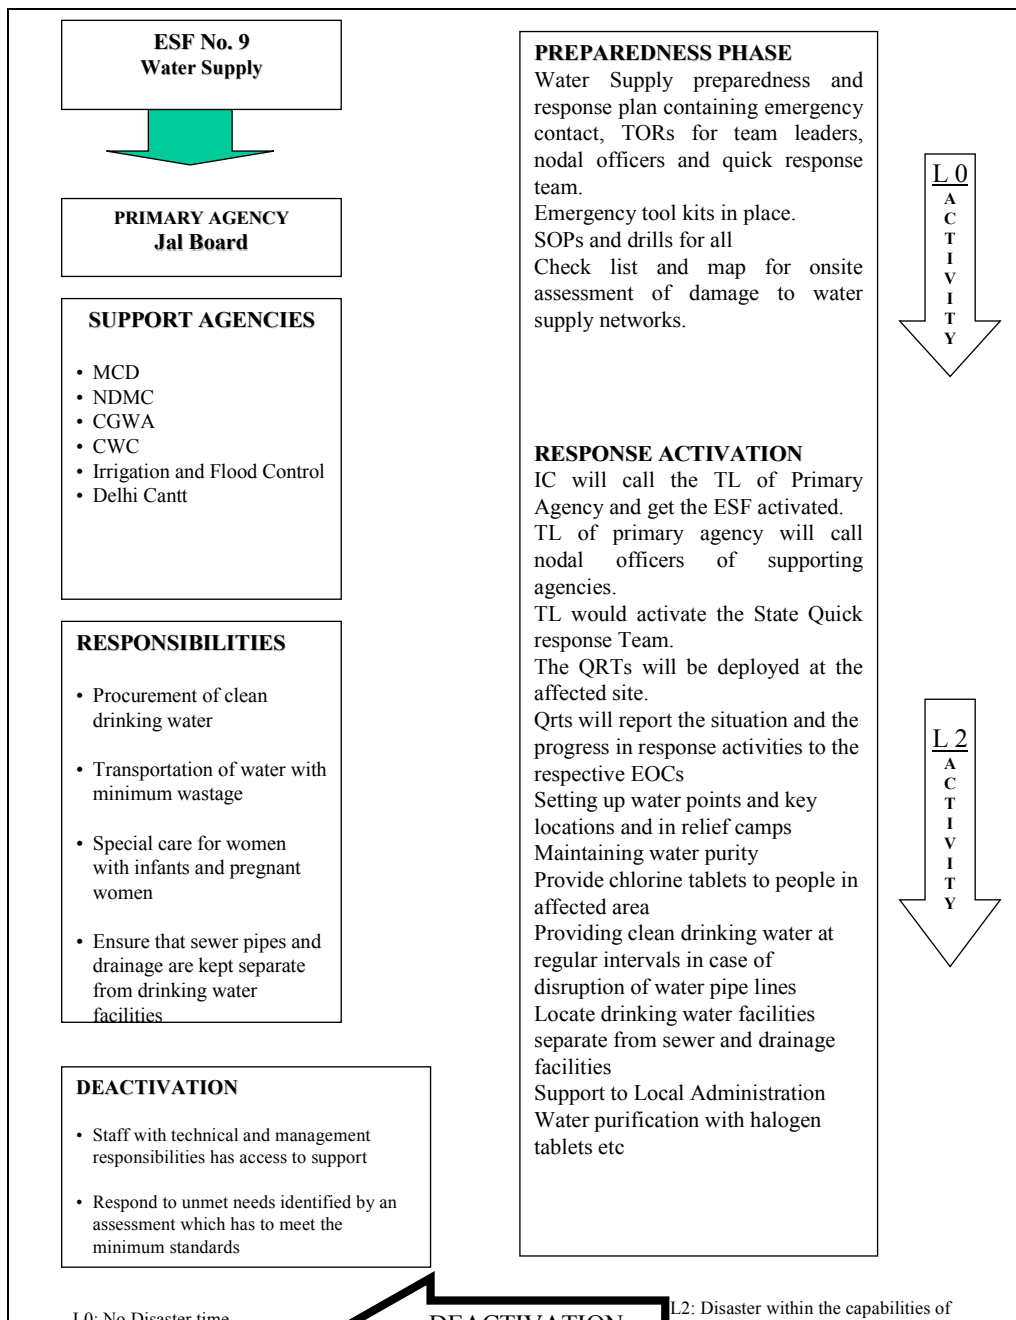 ESF No. 9
Water Supply
PRIMARY AGENCY
Jal Board
SUPPORT AGENCIES
• MCD
• NDMC
• CGWA
• CWC
• Irrigation and Flood Control
• Delhi Cantt
RESPONSIBILITIES
• Procurement of clean
drinking water
• Transportation of water with
minimum wastage
• Special care for women
with infants and pregnant
women
• Ensure that sewer pipes and
drainage are kept separate
from drinking water
facilities
DEACTIVATION
• Staff with technical and management
responsibilities has access to support
• Respond to unmet needs identified by an
assessment which has to meet the
minimum standards
PREPAREDNESS PHASE
Water Supply preparedness and
response plan containing emergency
contact, TORs for team leaders,
nodal officers and quick response
team.
Emergency tool kits in place.
SOPs and drills for all
Check list and map for onsite
assessment of damage to water
supply networks.
RESPONSE ACTIVATION
IC will call the TL of Primary
Agency and get the ESF activated.
TL of primary agency will call
nodal officers of supporting
agencies.
TL would activate the State Quick
response Team.
The QRTs will be deployed at the
affected site.
Qrts will report the situation and the
progress in response activities to the
respective EOCs
Setting up water points and key
locations and in relief camps
Maintaining water purity
Provide chlorine tablets to people in
affected area
Providing clean drinking water at
regular intervals in case of
disruption of water pipe lines
Locate drinking water facilities
separate from sewer and drainage
facilities
Support to Local Administration
Water purification with halogen
tablets etc
L 0
A
C
T
I
V
I
T
Y
L 2
A
C
T
I
V
I
T
Y
L0: No Disaster time
DEACTIVATION
L2: Disaster within the capabilities of